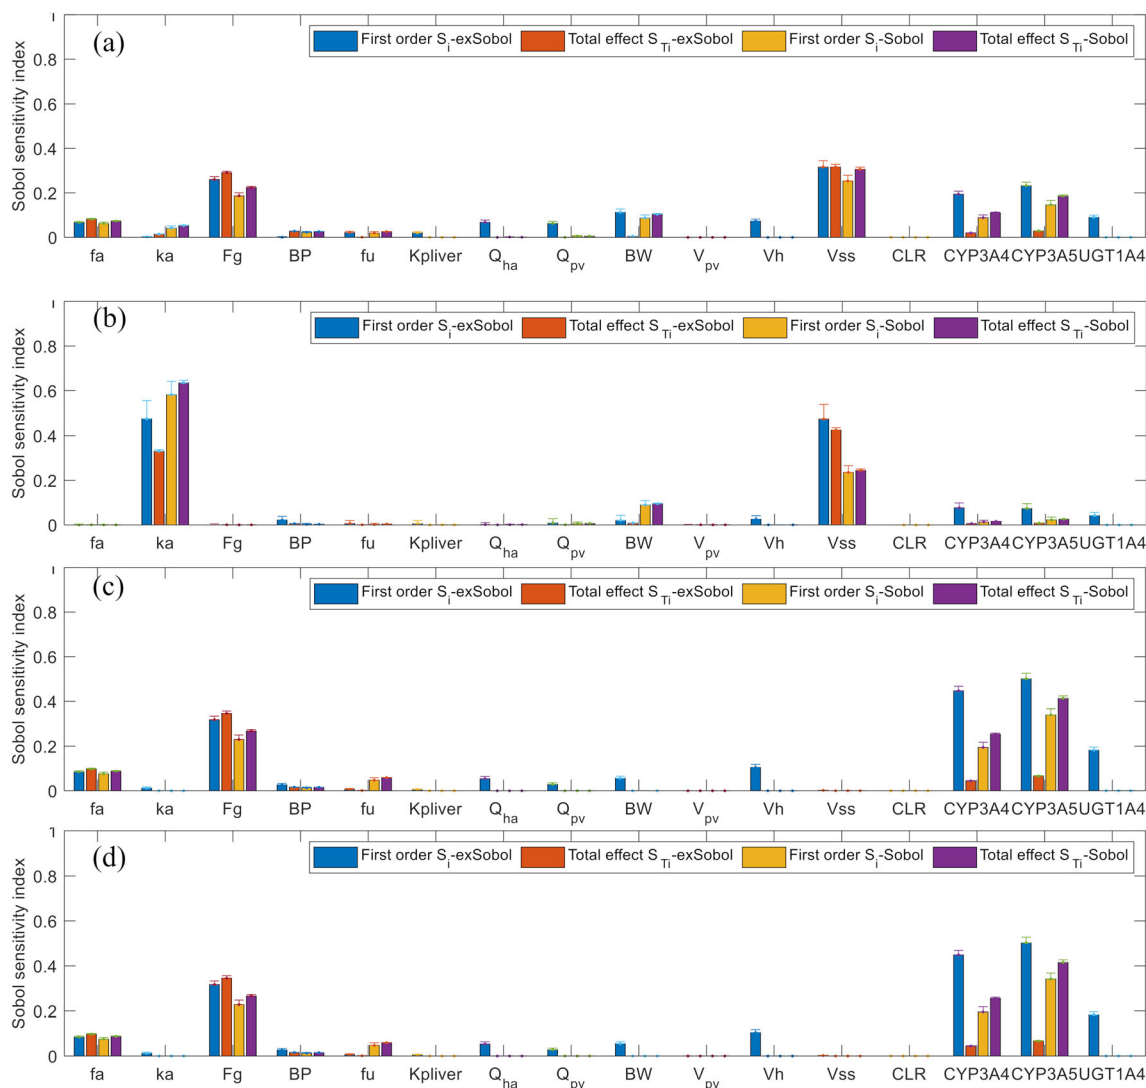 (a)
First order S_i-exSobol Total effect S_Ti-exSobol First order S_i-Sobol Total effect S_Ti-Sobol
Sobol sensitivity index
1
0.8
0.6
0.4
0.2
0
fa ka Fg BP fu Kpliver Q_ha Q_pv BW V_pv Vh Vss CLR CYP3A4 CYP3A5 UGT1A4
(b)
First order S_i-exSobol Total effect S_Ti-exSobol First order S_i-Sobol Total effect S_Ti-Sobol
Sobol sensitivity index
1
0.8
0.6
0.4
0.2
0
fa ka Fg BP fu Kpliver Q_ha Q_pv BW V_pv Vh Vss CLR CYP3A4 CYP3A5 UGT1A4
(c)
First order S_i-exSobol Total effect S_Ti-exSobol First order S_i-Sobol Total effect S_Ti-Sobol
Sobol sensitivity index
1
0.8
0.6
0.4
0.2
0
fa ka Fg BP fu Kpliver Q_ha Q_pv BW V_pv Vh Vss CLR CYP3A4 CYP3A5 UGT1A4
(d)
First order S_i-exSobol Total effect S_Ti-exSobol First order S_i-Sobol Total effect S_Ti-Sobol
Sobol sensitivity index
1
0.8
0.6
0.4
0.2
0
fa ka Fg BP fu Kpliver Q_ha Q_pv BW V_pv Vh Vss CLR CYP3A4 CYP3A5 UGT1A4